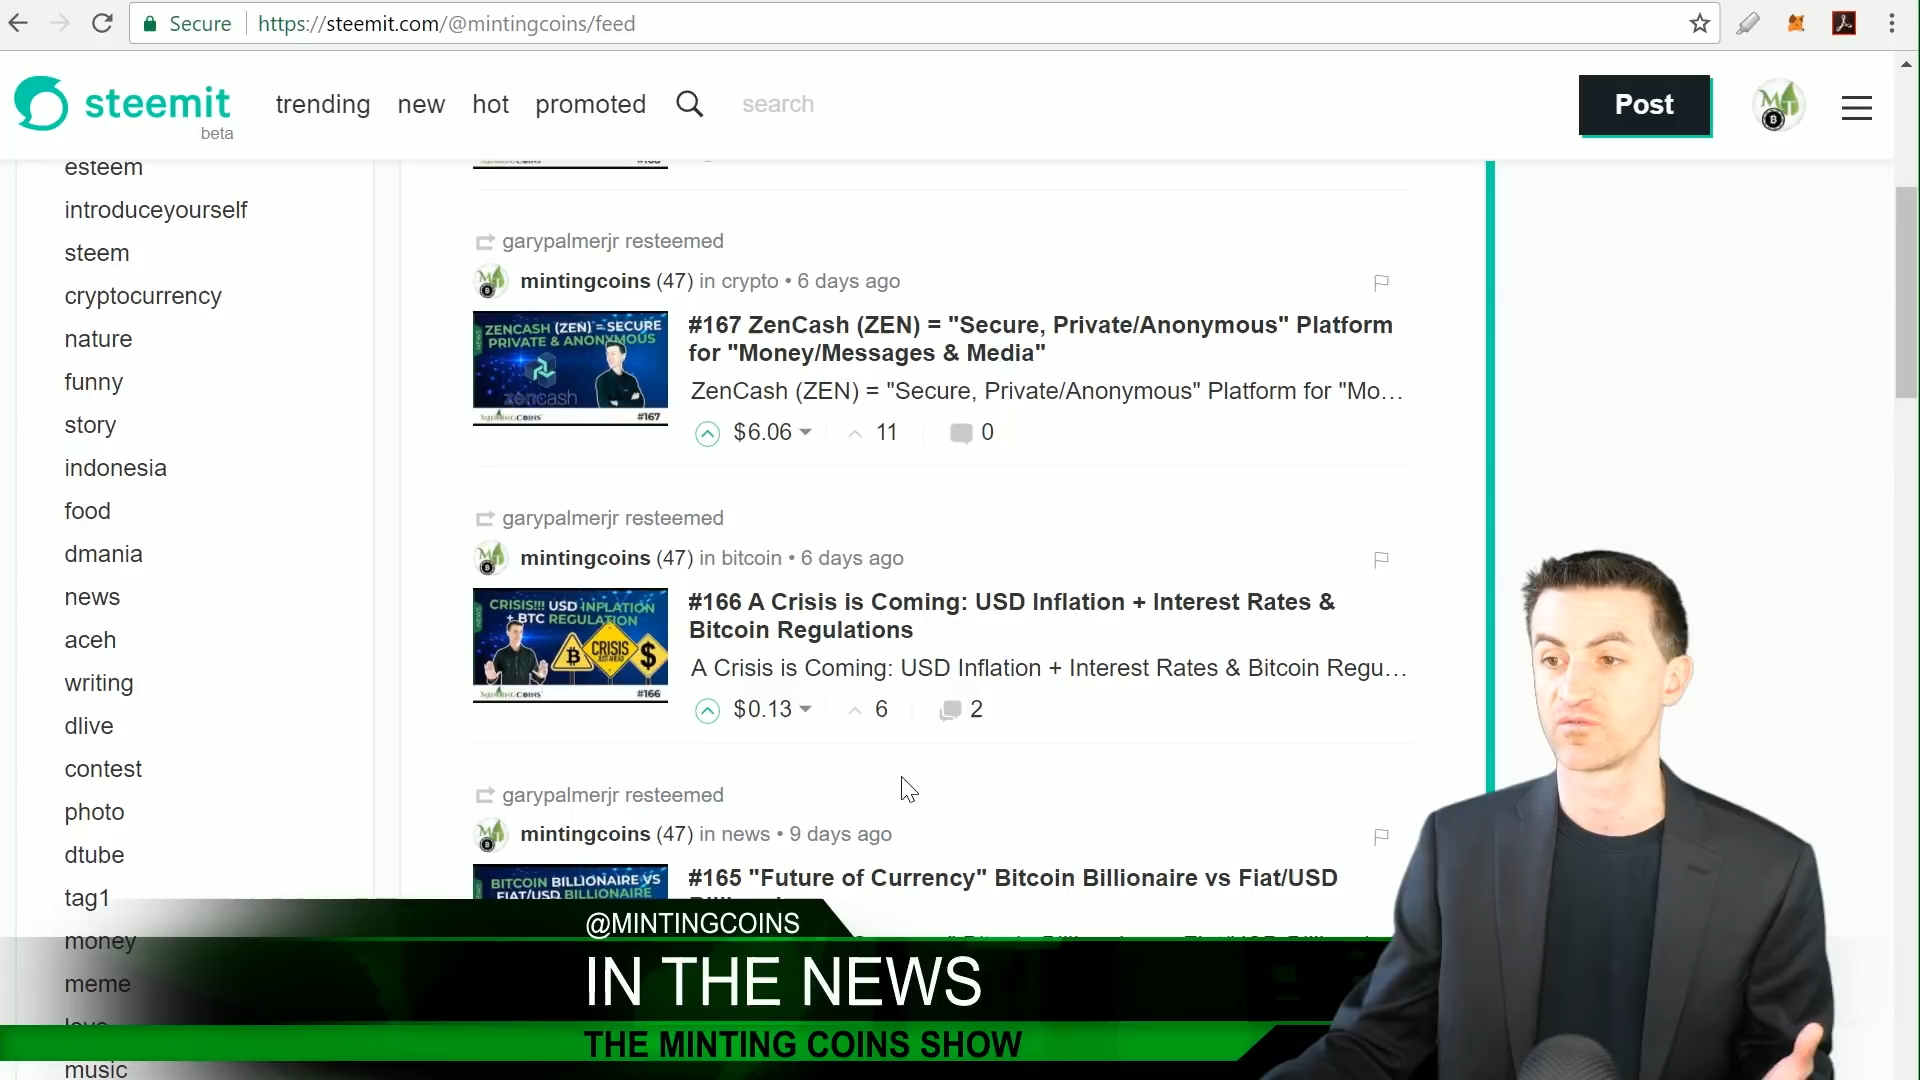 Secure https://steemit.com/@mintingcoins/feed
steemit
beta
trending new hot promoted search
Post
esteem
introduceyourself
steem
cryptocurrency
nature
funny
story
indonesia
food
dmania
news
aceh
writing
dlive
contest
photo
dtube
tag1
money
meme
love
music
garypalmerjr resteemed
mintingcoins (47) in crypto • 6 days ago
ZENCASH (ZEN) = SECURE
PRIVATE & ANONYMOUS
zencash
MINTINGCOINS
#167
#167 ZenCash (ZEN) = "Secure, Private/Anonymous" Platform
for "Money/Messages & Media"
ZenCash (ZEN) = "Secure, Private/Anonymous" Platform for "Mo...
$6.06 11 0
garypalmerjr resteemed
mintingcoins (47) in bitcoin • 6 days ago
CRISIS!!! USD INFLATION
+ BTC REGULATION
CRISIS
JUST AHEAD
$
MINTINGCOINS
#166
#166 A Crisis is Coming: USD Inflation + Interest Rates &
Bitcoin Regulations
A Crisis is Coming: USD Inflation + Interest Rates & Bitcoin Regu...
$0.13 6 2
garypalmerjr resteemed
mintingcoins (47) in news • 9 days ago
BITCOIN BILLIONAIRE VS
FIAT/USD BILLIONAIRE
#165 "Future of Currency" Bitcoin Billionaire vs Fiat/USD
@MINTINGCOINS
IN THE NEWS
THE MINTING COINS SHOW